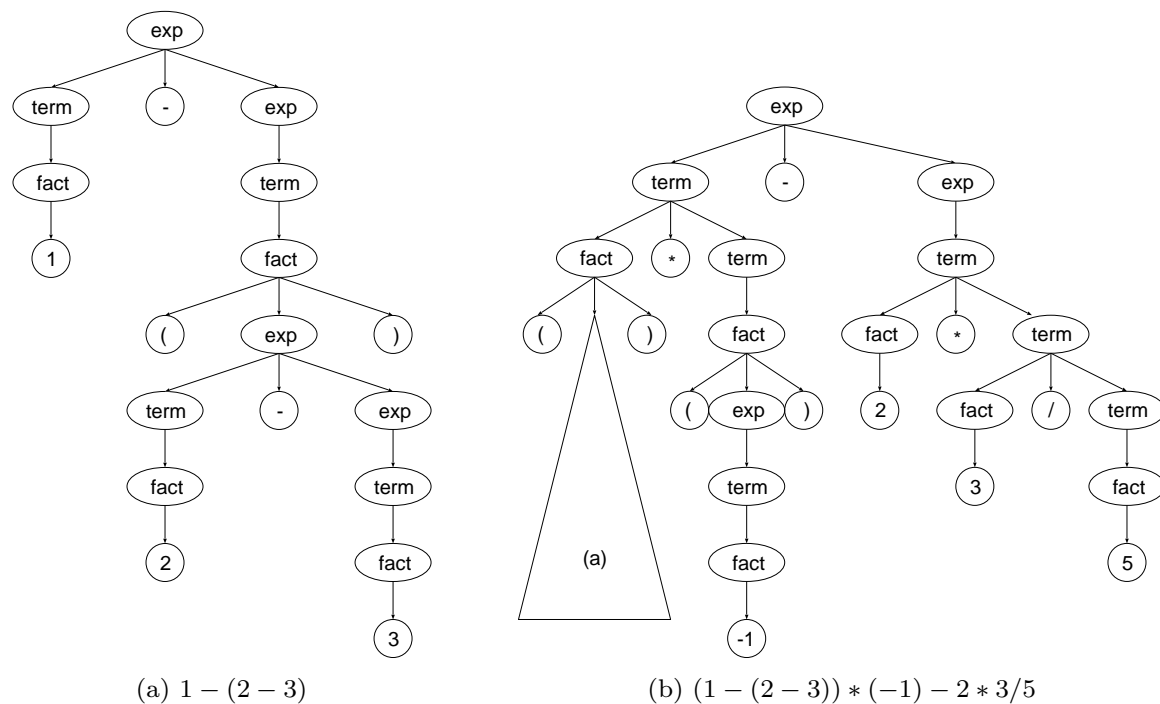 exp
term - exp exp
fact term term - exp
1 fact fact * term term
( exp ) ( ) fact fact * term
term - exp ( exp ) 2 fact / term
fact term term 3 fact
2 fact (a) fact 5
3 -1
(a) 1 − (2 − 3) (b) (1 − (2 − 3)) ∗ (−1) − 2 ∗ 3/5